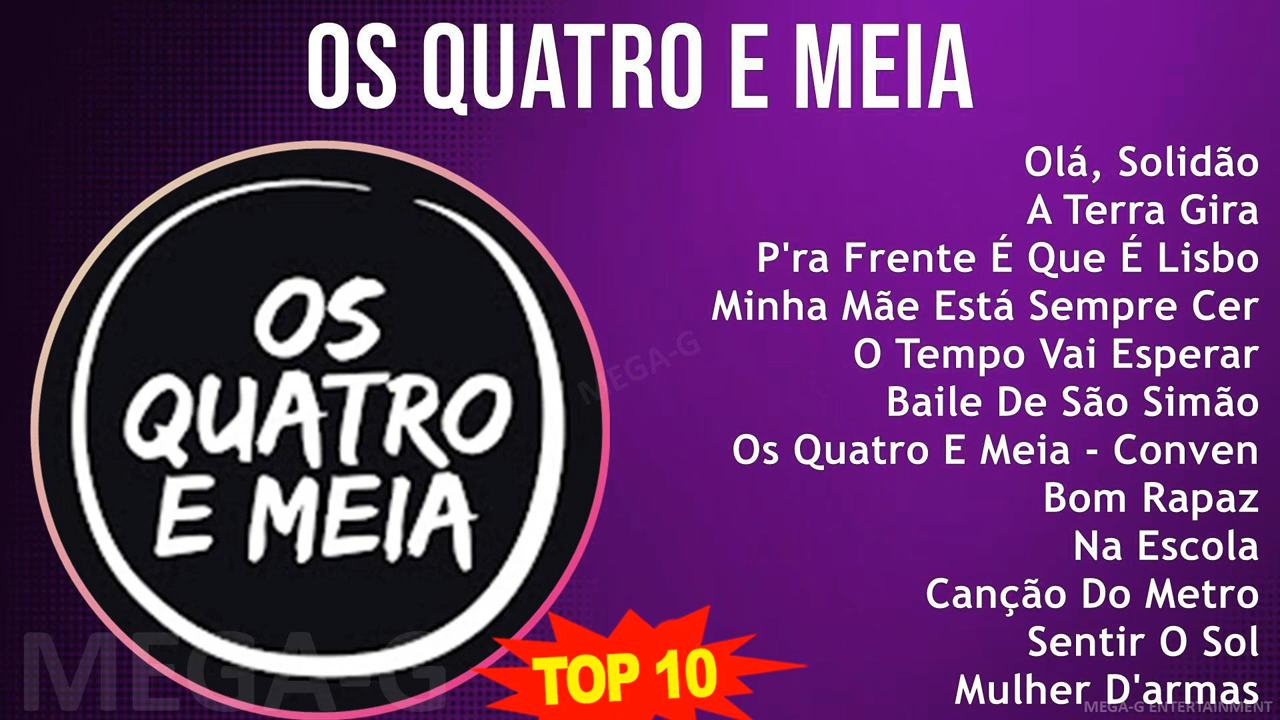 OS QUATRO E MEIA
Olá, Solidão
A Terra Gira
P'ra Frente É Que É Lisbo
Minha Mãe Está Sempre Cer
O Tempo Vai Esperar
Baile De São Simão
Os Quatro E Meia - Conven
Bom Rapaz
Na Escola
Canção Do Metro
Sentir O Sol
Mulher D'armas
OS
QUATRO
E MEIA
TOP 10
MEGA-G
MEGA-G
MEGA-G ENTERTAINMENT